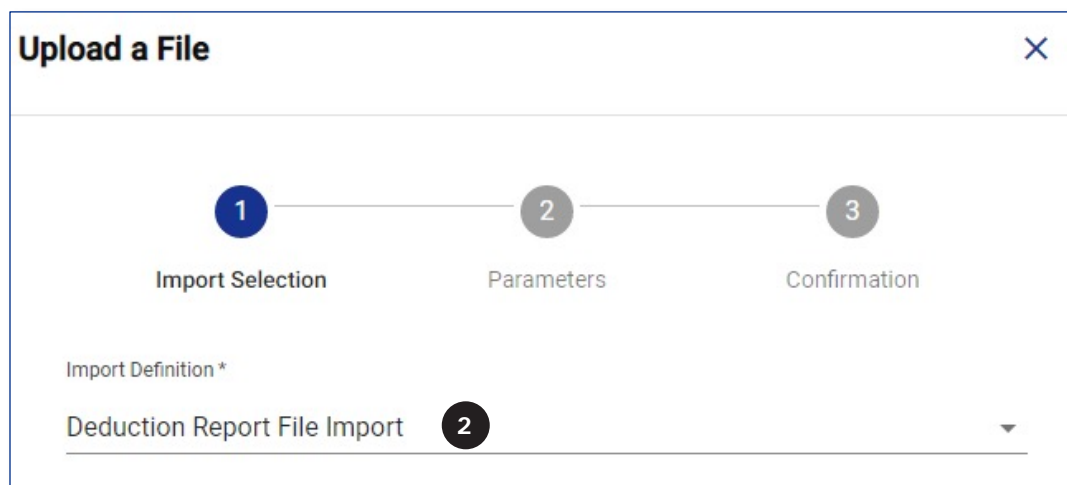 Upload a File
1 2 3
Import Selection Parameters Confirmation
Import Definition *
Deduction Report File Import 2